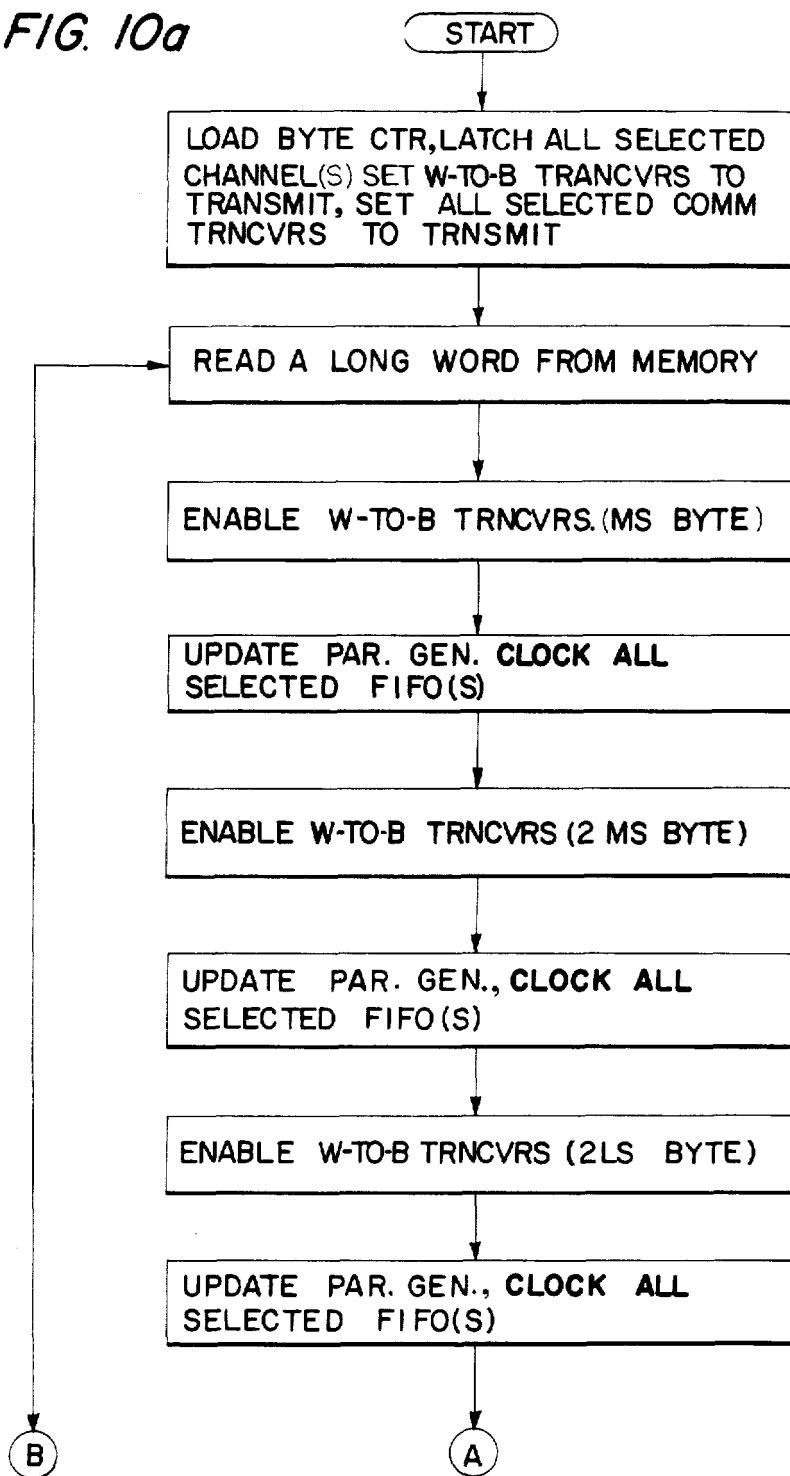 FIG. 10a
START
LOAD BYTE CTR, LATCH ALL SELECTED
CHANNEL(S) SET W-TO-B TRANCVRS TO
TRANSMIT, SET ALL SELECTED COMM
TRNCVRS TO TRNSMIT
READ A LONG WORD FROM MEMORY
ENABLE W-TO-B TRNCVRS. (MS BYTE)
UPDATE PAR. GEN. CLOCK ALL
SELECTED FIFO(S)
ENABLE W-TO-B TRNCVRS (2 MS BYTE)
UPDATE PAR. GEN., CLOCK ALL
SELECTED FIFO(S)
ENABLE W-TO-B TRNCVRS (2LS BYTE)
UPDATE PAR. GEN., CLOCK ALL
SELECTED FIFO(S)
B
A